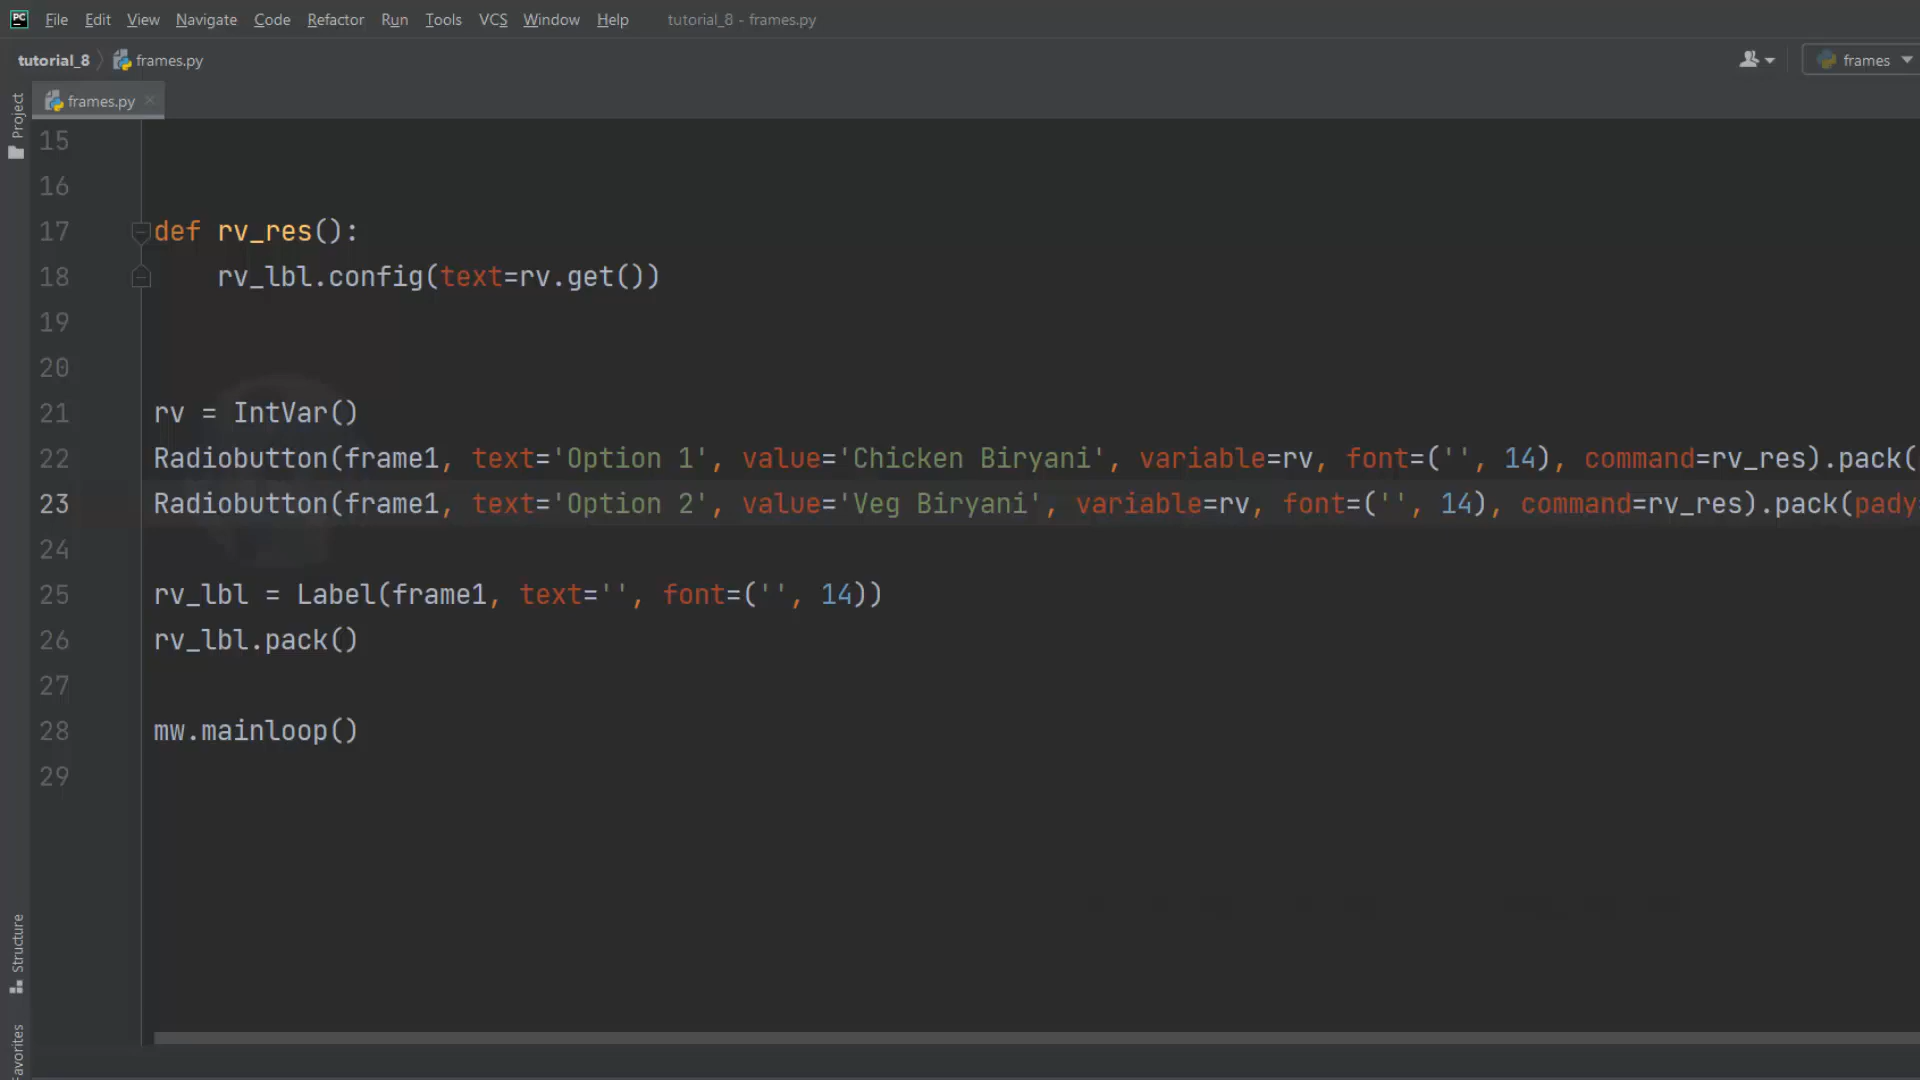 PC File Edit View Navigate Code Refactor Run Tools VCS Window Help tutorial_8 - frames.py
tutorial_8 frames.py frames
frames.py
Project
15
16
17 def rv_res():
18 rv_lbl.config(text=rv.get())
19
20
21 rv = IntVar()
22 Radiobutton(frame1, text='Option 1', value='Chicken Biryani', variable=rv, font=('', 14), command=rv_res).pack(
23 Radiobutton(frame1, text='Option 2', value='Veg Biryani', variable=rv, font=('', 14), command=rv_res).pack(pady
24
25 rv_lbl = Label(frame1, text='', font=('', 14))
26 rv_lbl.pack()
27
28 mw.mainloop()
29
Structure
Favorites